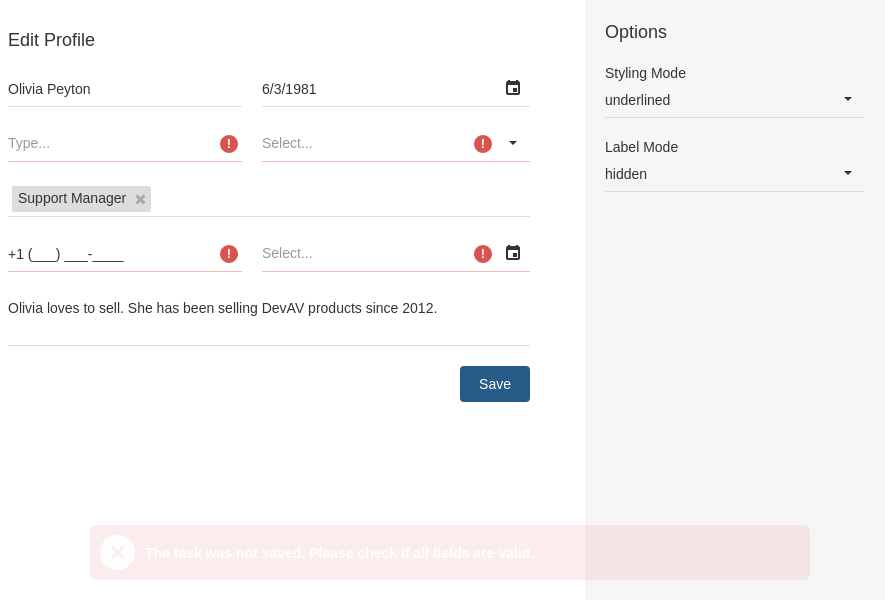 Edit Profile
Olivia Peyton
6/3/1981
Type...
Select...
Support Manager
+1 (___) ___-____
Select...
Olivia loves to sell. She has been selling DevAV products since 2012.
Save
Options
Styling Mode
underlined
Label Mode
hidden
The task was not saved. Please check if all fields are valid.